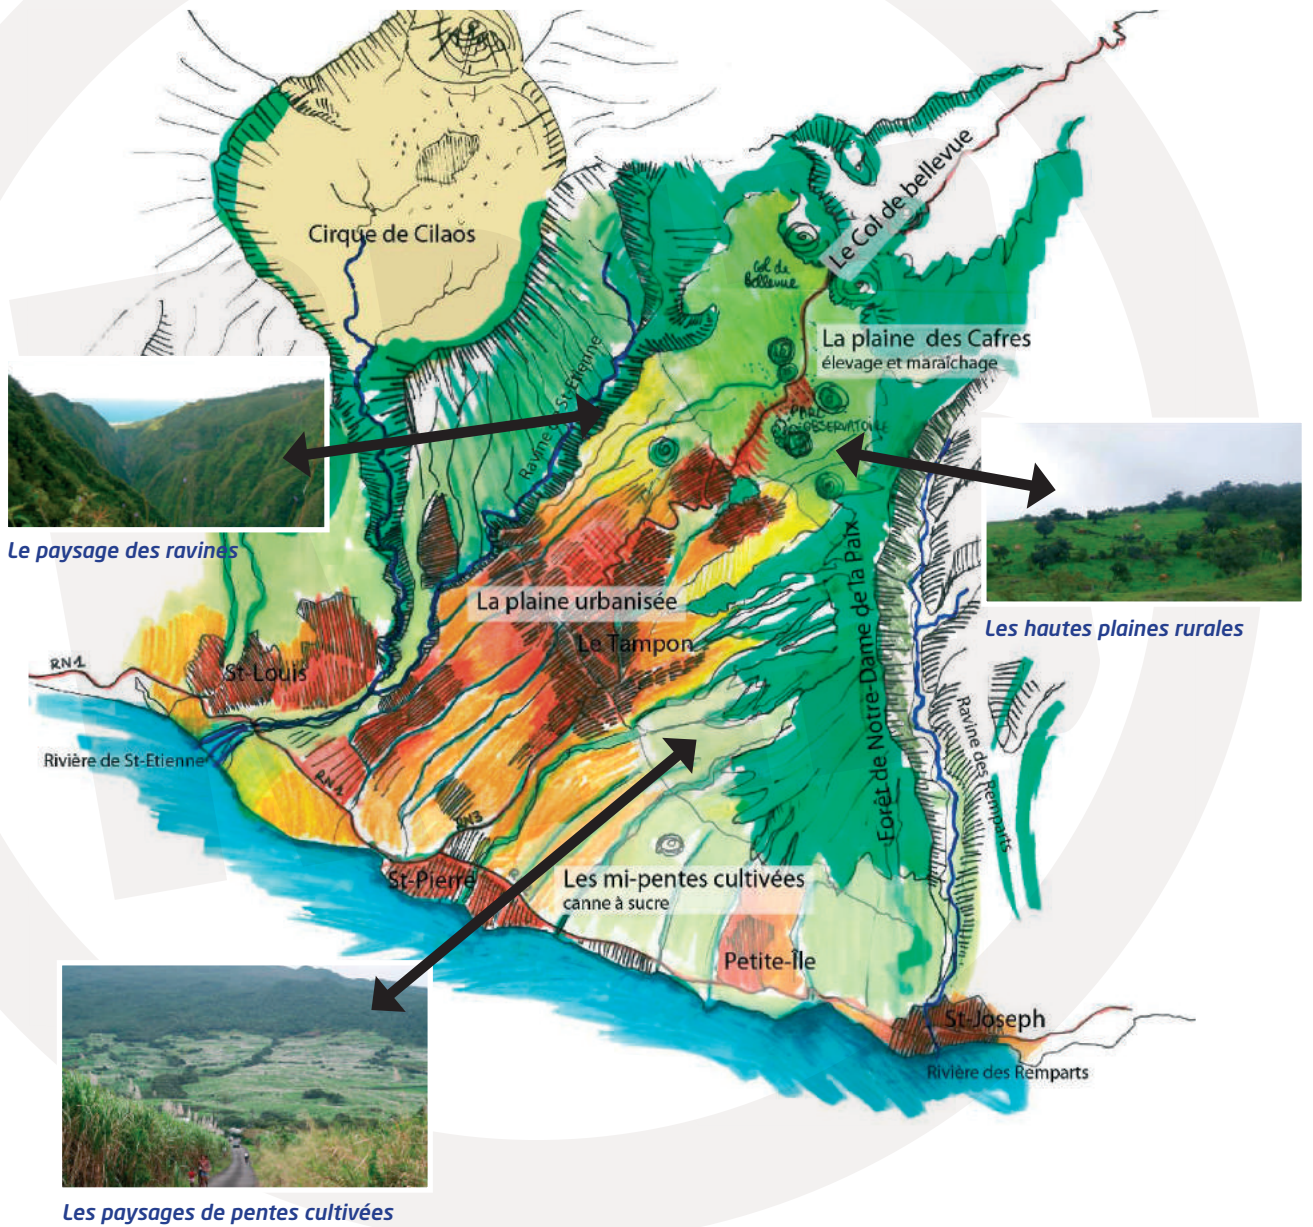 Le Col de bellevue
Cirque de Cilaos
Col de
Bellevue
La plaine des Cafres
élevage et maraîchage
Ravine de St-Etienne
PARC
OBSERVATOIRE
Le paysage des ravines
Les hautes plaines rurales
La plaine urbanisée
Le Tampon
Forêt de Notre-Dame de la Paix
RN1
St-Louis
Rivière de St-Etienne
RN1
RN3
Ravine des Remparts
St-Pierre
Les mi-pentes cultivées
canne à sucre
Petite-Île
St-Joseph
Rivière des Remparts
Les paysages de pentes cultivées